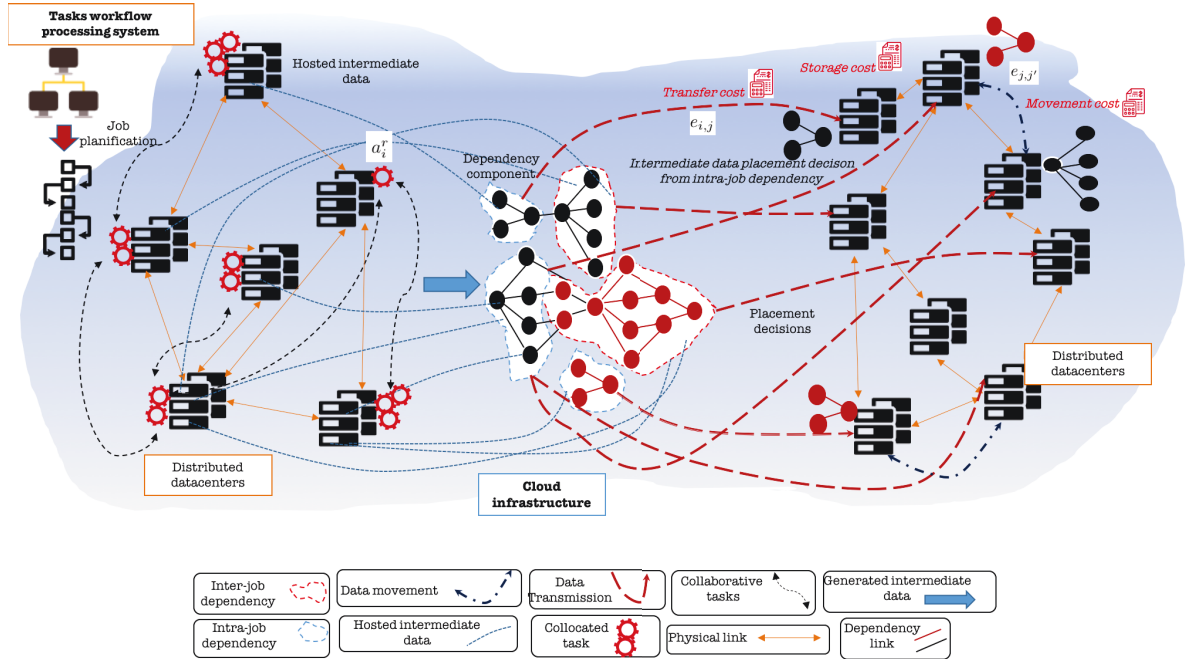 Tasks workflow
processing system
Job
planification
Hosted intermediate
data
a_i^r
Dependency
component
Transfer cost
e_{i,j}
Storage cost
e_{j,j'}
Movement cost
Intermediate data placement decison
from intra-job dependency
Placement
decisions
Distributed
datacenters
Distributed
datacenters
Cloud
infrastructure
Inter-job
dependency
Data movement
Data
Transmission
Collaborative
tasks
Generated intermediate
data
Intra-job
dependency
Hosted intermediate
data
Collocated
task
Physical link
Dependency
link